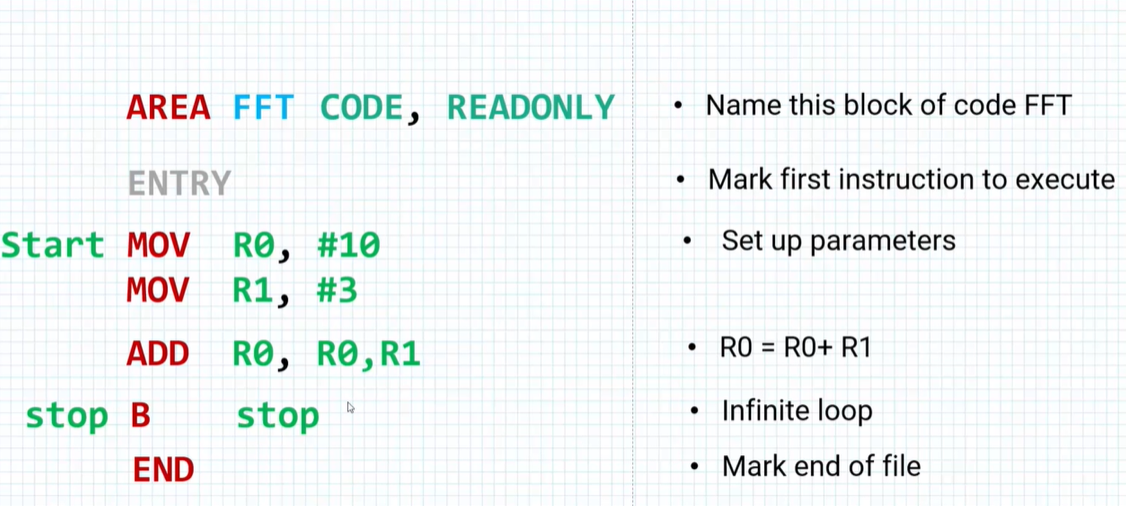 AREA FFT CODE, READONLY • Name this block of code FFT
ENTRY • Mark first instruction to execute
Start MOV R0, #10 • Set up parameters
MOV R1, #3
ADD R0, R0,R1 • R0 = R0+ R1
stop B stop • Infinite loop
END • Mark end of file